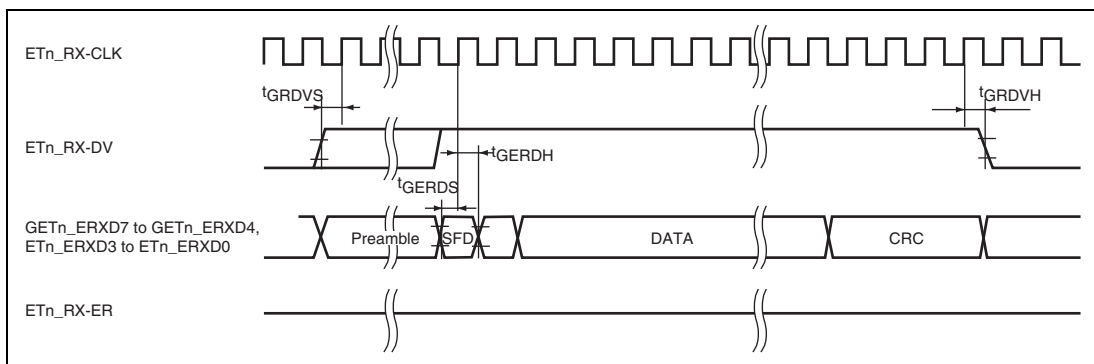 ETn_RX-CLK
tGRDVS
tGRDVH
ETn_RX-DV
tGERDH
tGERDS
GETn_ERXD7 to GETn_ERXD4,
ETn_ERXD3 to ETn_ERXD0
Preamble SFD DATA CRC
ETn_RX-ER